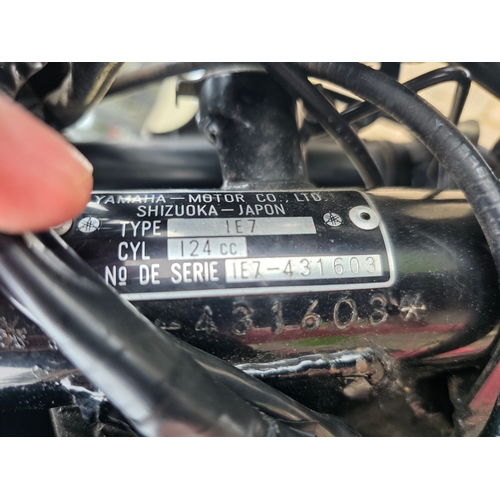 YAMAHA-MOTOR CO., LTD.
SHIZUOKA-JAPON
TYPE 1E7
CYL 124 cc
Nº DE SERIE 1E7-431603
-431603*